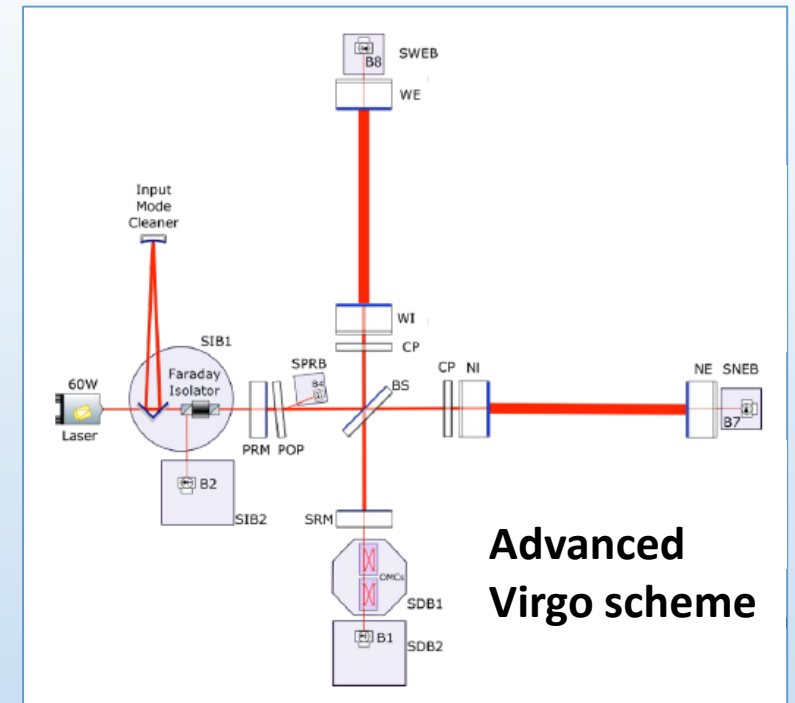 B8
SWEB
WE
Input
Mode
Cleaner
WI
CP
SIB1
SPRB
B4
Faraday
Isolator
60W
Laser
PRM
POP
BS
CP
NI
NE
SNEB
B7
B2
SIB2
SRM
OMCs
SDB1
B1
SDB2
Advanced
Virgo scheme